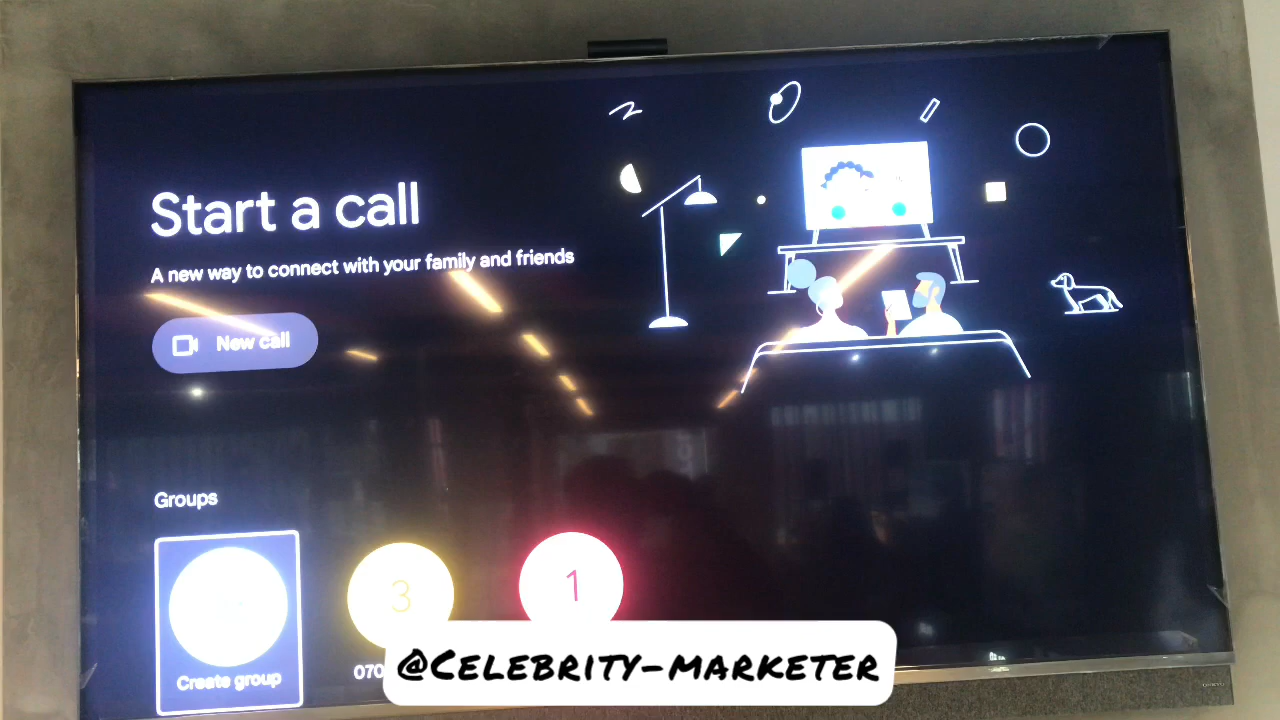 Start a call
A new way to connect with your family and friends
New call
Groups
3
1
Create group
070
@Celebrity-marketer